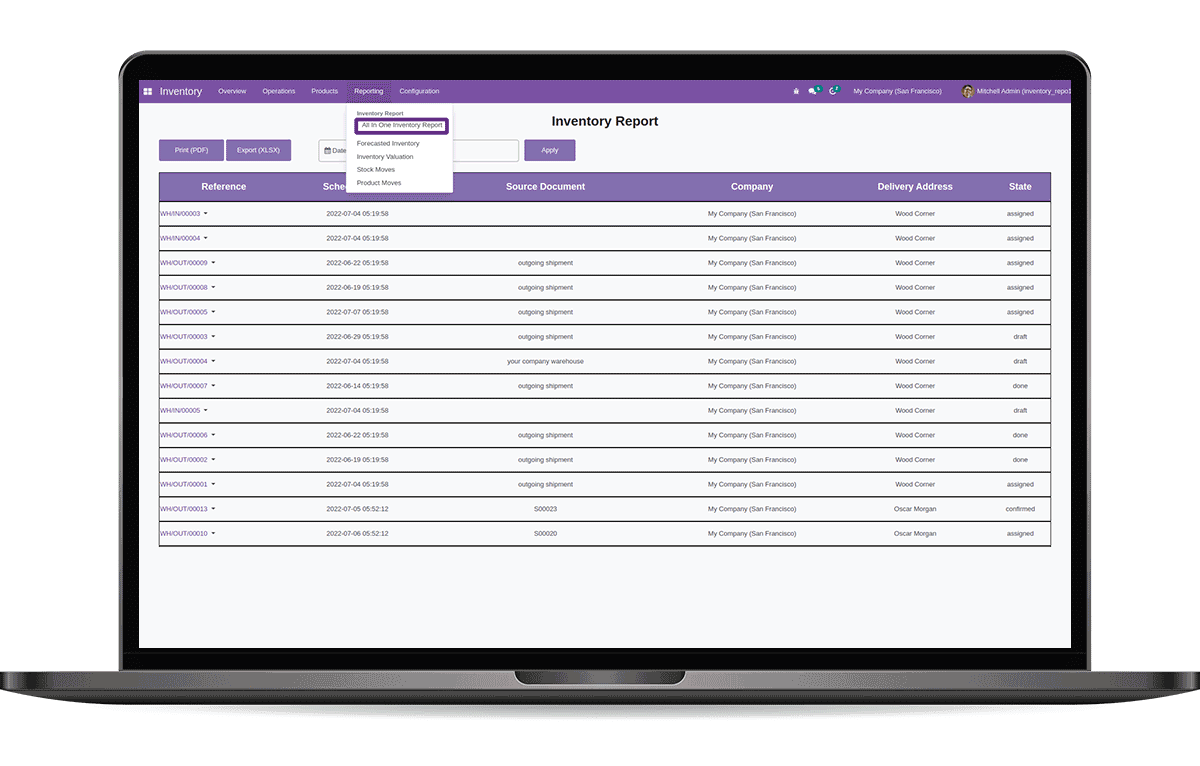 Inventory Overview Operations Products Reporting Configuration 5 2 My Company (San Francisco) Mitchell Admin (inventory_repo
Inventory Report
All In One Inventory Report
Forecasted Inventory
Inventory Valuation
Stock Moves
Product Moves
Inventory Report
Print (PDF) Export (XLSX) Date Apply
Reference Source Document Company Delivery Address State
WH/IN/00003 2022-07-04 05:19:58 My Company (San Francisco) Wood Corner assigned
WH/IN/00004 2022-07-04 05:19:58 My Company (San Francisco) Wood Corner assigned
WH/OUT/00009 2022-06-22 05:19:58 outgoing shipment My Company (San Francisco) Wood Corner assigned
WH/OUT/00008 2022-06-19 05:19:58 outgoing shipment My Company (San Francisco) Wood Corner assigned
WH/OUT/00005 2022-07-07 05:19:58 outgoing shipment My Company (San Francisco) Wood Corner assigned
WH/OUT/00003 2022-06-29 05:19:58 outgoing shipment My Company (San Francisco) Wood Corner draft
WH/OUT/00004 2022-07-04 05:19:58 your company warehouse My Company (San Francisco) Wood Corner draft
WH/OUT/00007 2022-06-14 05:19:58 outgoing shipment My Company (San Francisco) Wood Corner done
WH/IN/00005 2022-07-04 05:19:58 My Company (San Francisco) Wood Corner draft
WH/OUT/00006 2022-06-22 05:19:58 outgoing shipment My Company (San Francisco) Wood Corner done
WH/OUT/00002 2022-06-19 05:19:58 outgoing shipment My Company (San Francisco) Wood Corner done
WH/OUT/00001 2022-07-04 05:19:58 outgoing shipment My Company (San Francisco) Wood Corner assigned
WH/OUT/00013 2022-07-05 05:52:12 S00023 My Company (San Francisco) Oscar Morgan confirmed
WH/OUT/00010 2022-07-06 05:52:12 S00020 My Company (San Francisco) Oscar Morgan assigned